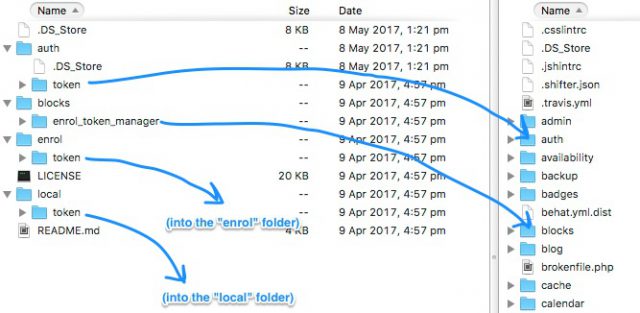 Name Size Date
.DS_Store 8 KB 8 May 2017, 1:21 pm
auth -- 8 May 2017, 1:21 pm
.DS_Store 8 KB 8 May 2017, 1:21 pm
token -- 9 Apr 2017, 4:57 pm
blocks -- 9 Apr 2017, 4:57 pm
enrol_token_manager -- 9 Apr 2017, 4:57 pm
enrol -- 9 Apr 2017, 4:57 pm
token -- 9 Apr 2017, 4:57 pm
LICENSE 20 KB 9 Apr 2017, 4:57 pm
local -- 9 Apr 2017, 4:57 pm
token -- 9 Apr 2017, 4:57 pm
README.md 4 KB 9 Apr 2017, 4:57 pm
(into the "enrol" folder)
(into the "local" folder)
Name
.csslintrc
.DS_Store
.jshintrc
.shifter.json
.travis.yml
admin
auth
availability
backup
badges
behat.yml.dist
blocks
blog
brokenfile.php
cache
calendar